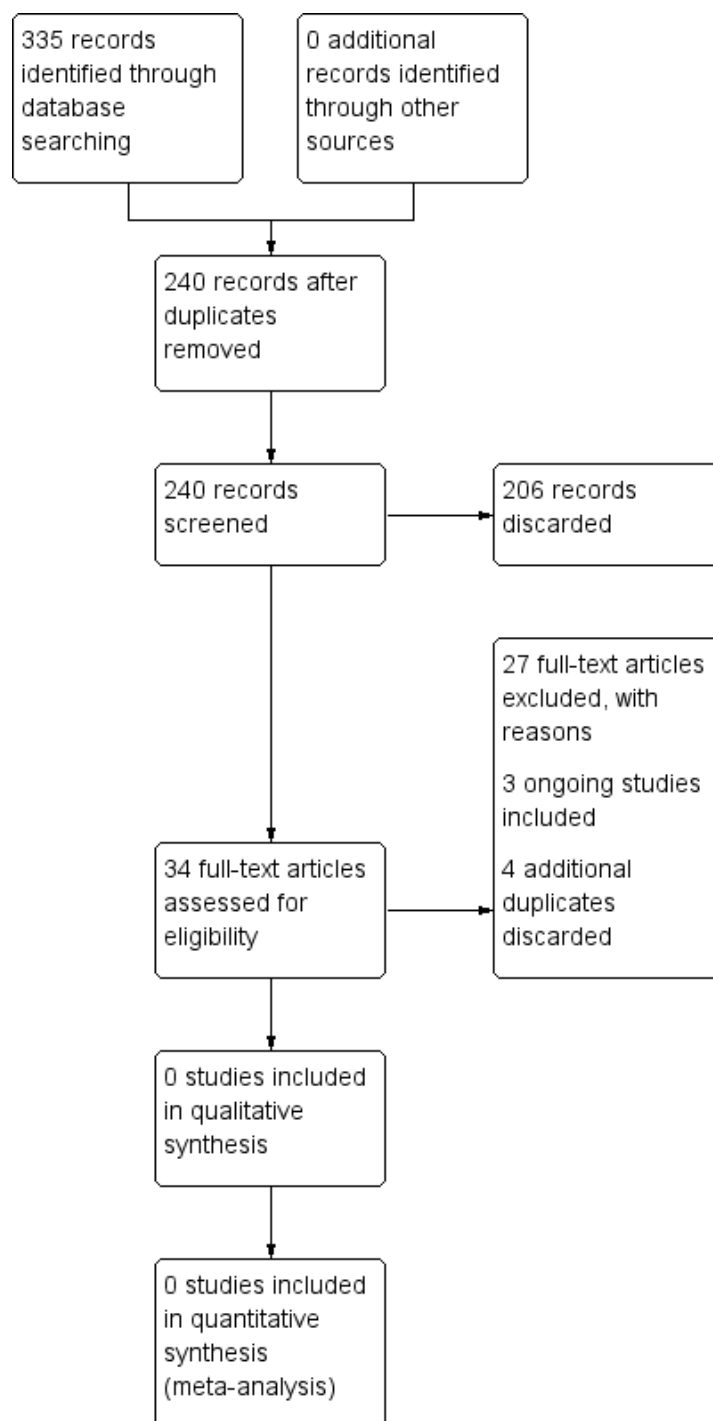 335 records
identified through
database
searching
0 additional
records identified
through other
sources
240 records after
duplicates
removed
240 records
screened
206 records
discarded
27 full-text articles
excluded, with
reasons
3 ongoing studies
included
4 additional
duplicates
discarded
34 full-text articles
assessed for
eligibility
0 studies included
in qualitative
synthesis
0 studies included
in quantitative
synthesis
(meta-analysis)